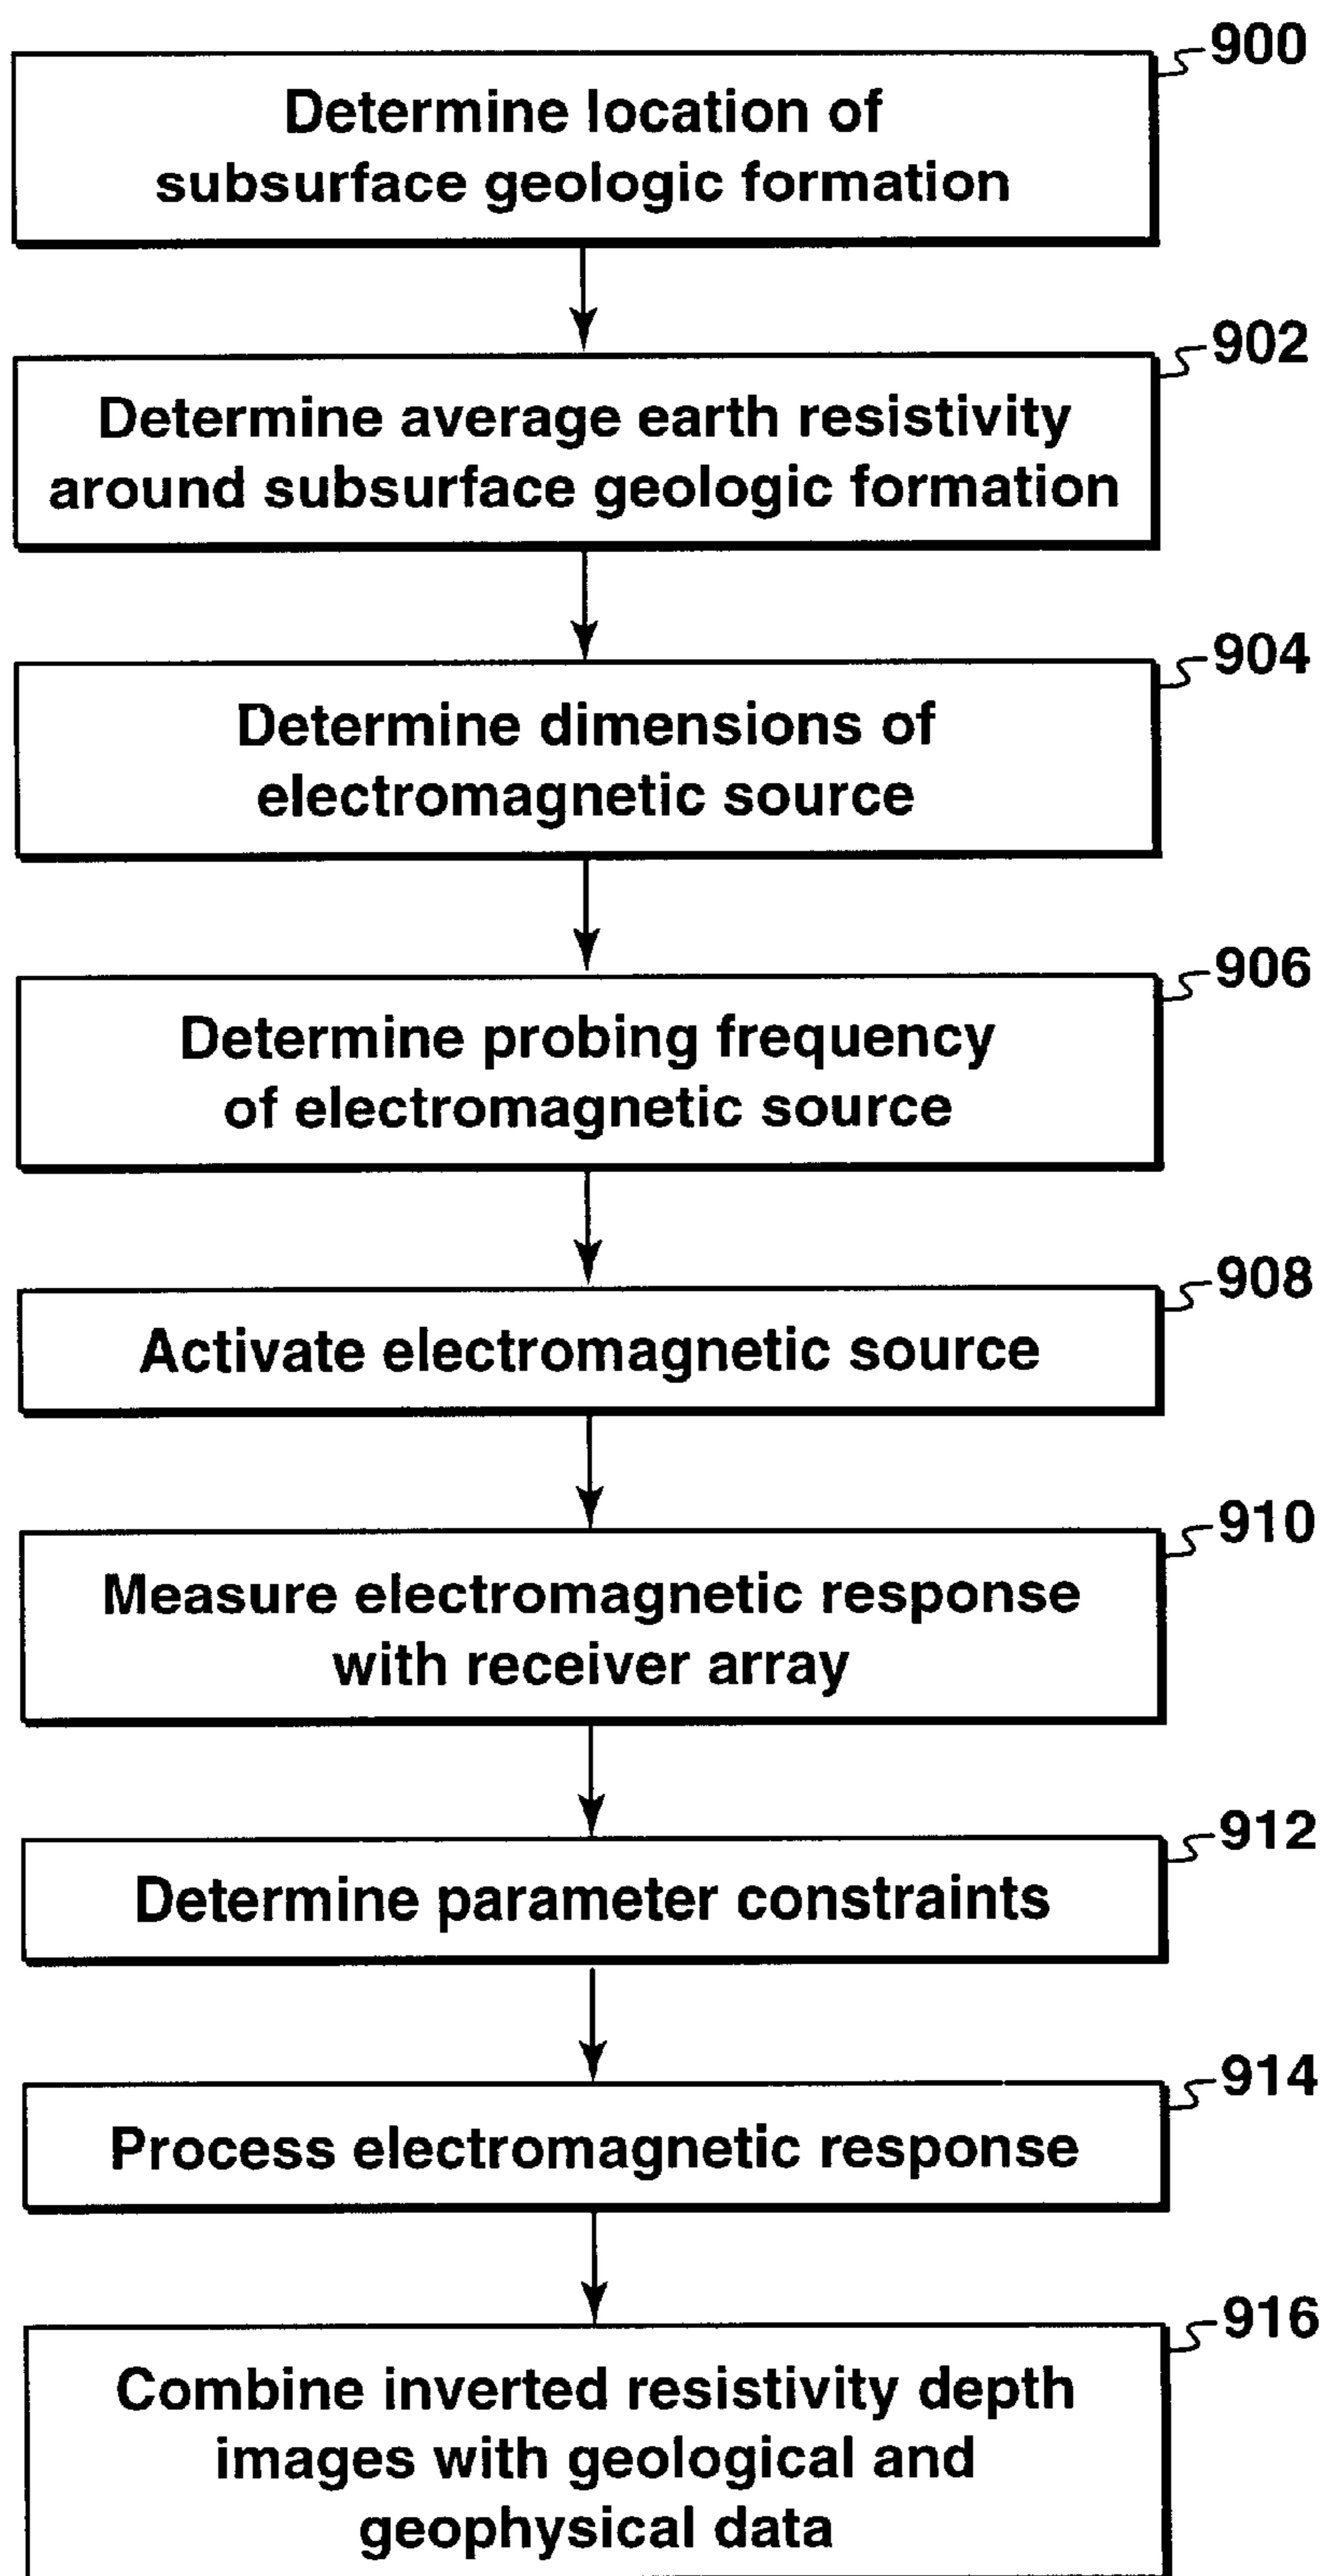 900
Determine location of
subsurface geologic formation
902
Determine average earth resistivity
around subsurface geologic formation
904
Determine dimensions of
electromagnetic source
906
Determine probing frequency
of electromagnetic source
908
Activate electromagnetic source
910
Measure electromagnetic response
with receiver array
912
Determine parameter constraints
914
Process electromagnetic response
916
Combine inverted resistivity depth
images with geological and
geophysical data